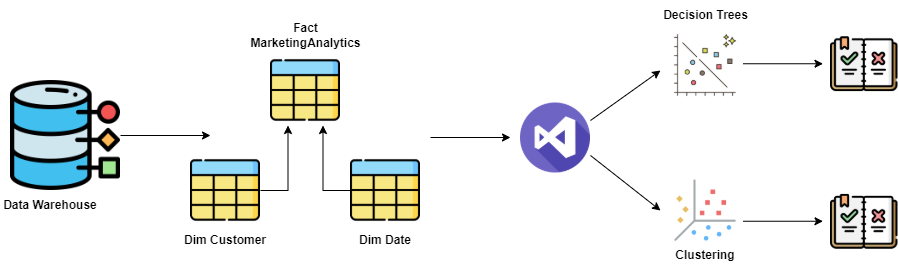 Decision Trees
Fact
MarketingAnalytics
Data Warehouse
Dim Customer
Dim Date
Clustering